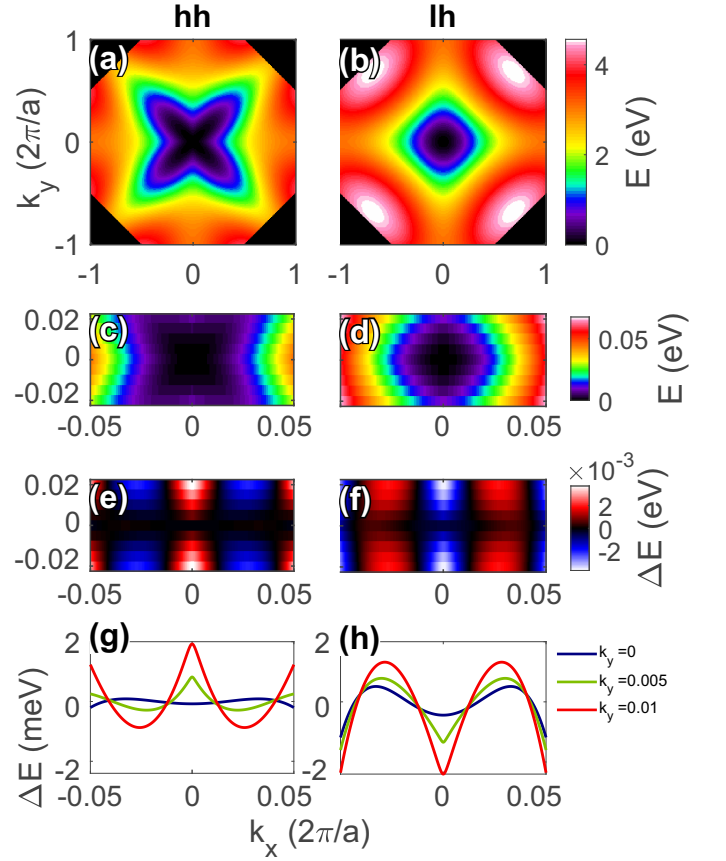 hh lh
(a) (b)
1
0
-1
k_y (2π/a)
-1 0 1
-1 0 1
4
2
0
E (eV)
(c) (d)
0.02
0
-0.02
-0.05 0 0.05
-0.05 0 0.05
0.05
0
E (eV)
(e) (f)
0.02
0
-0.02
-0.05 0 0.05
-0.05 0 0.05
×10⁻³
2
0
-2
ΔE (eV)
(g) (h)
2
0
-2
ΔE (meV)
-0.05 0 0.05
2
0
-2
0 0.05
k_y =0
k_y =0.005
k_y =0.01
k_x (2π/a)